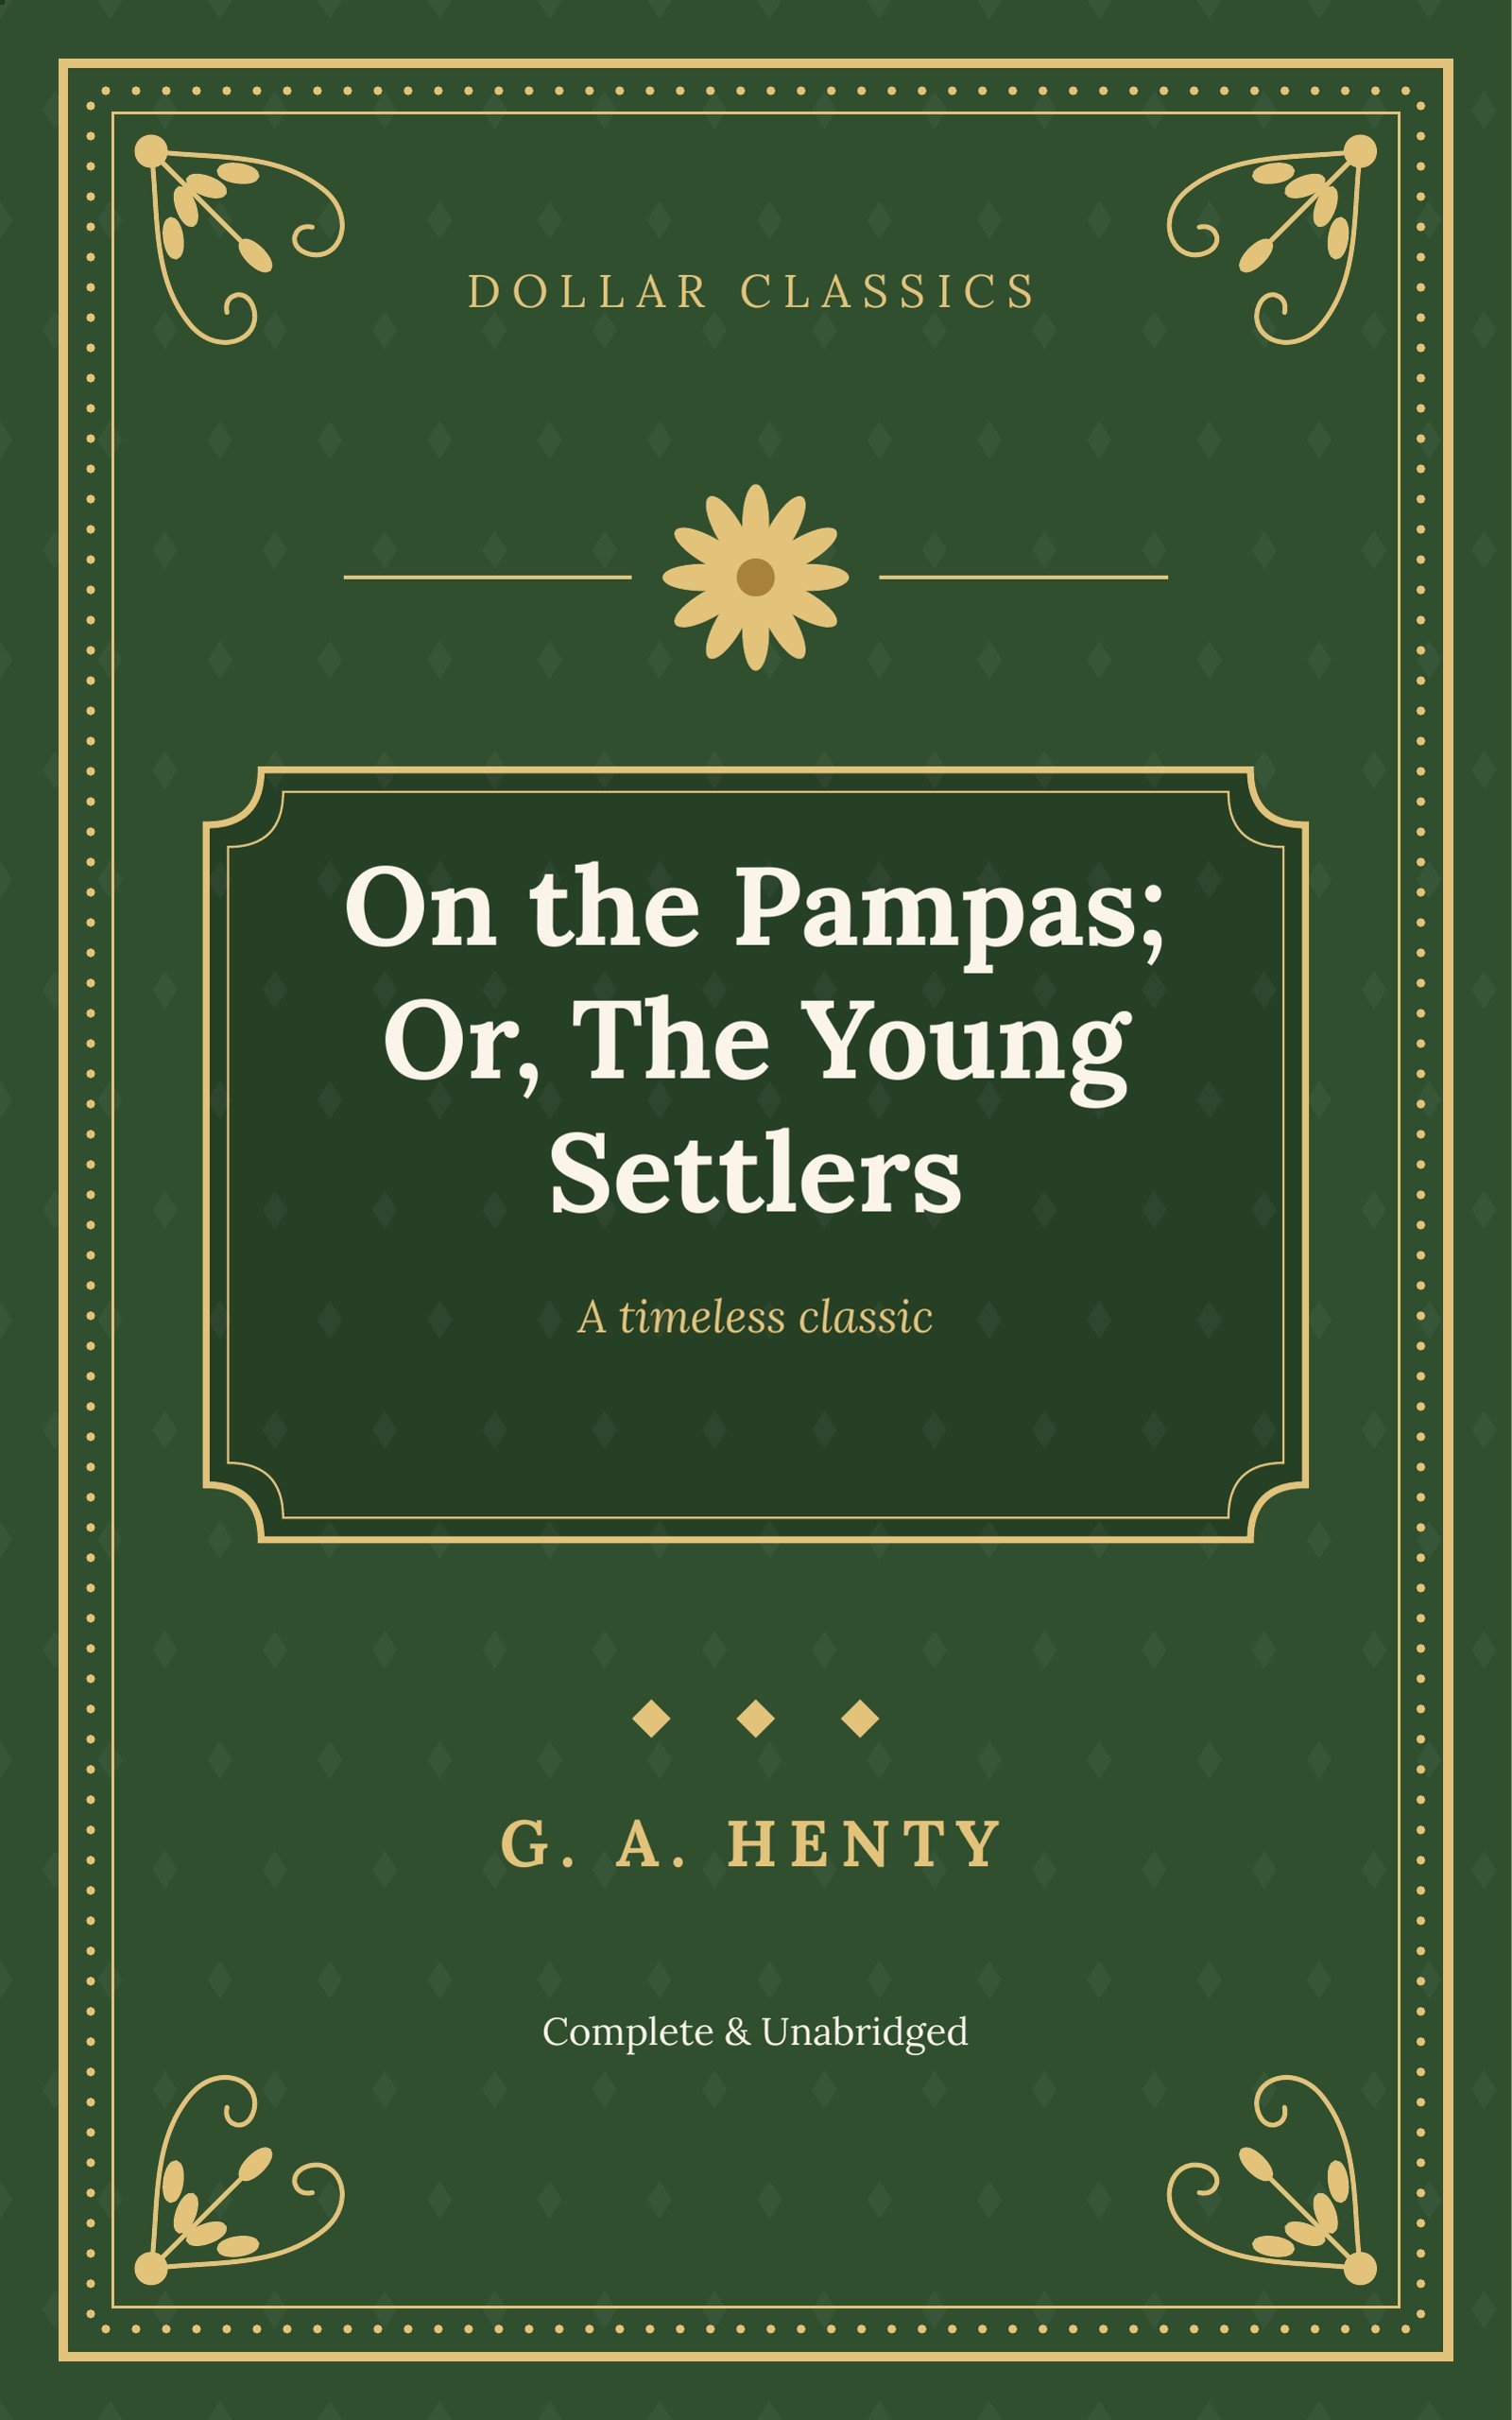 DOLLAR CLASSICS
On the Pampas;
Or, The Young
Settlers
A timeless classic
G. A. HENTY
Complete & Unabridged